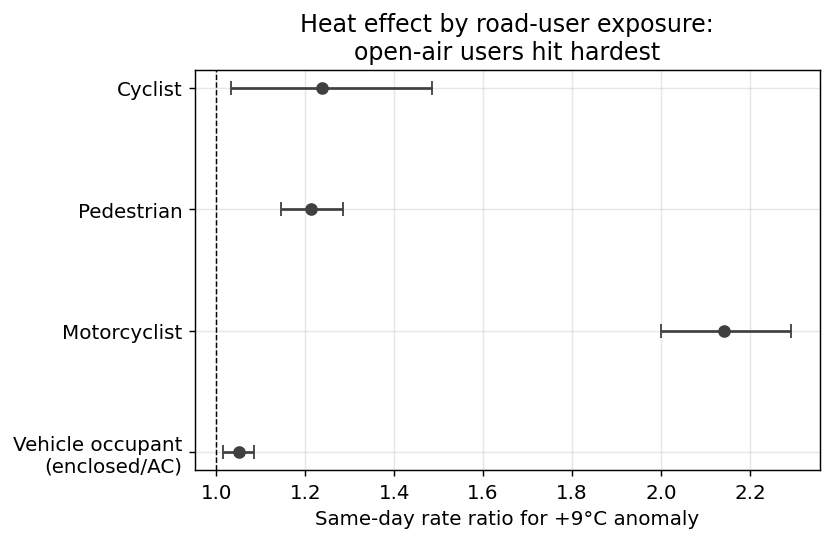 Heat effect by road-user exposure:
open-air users hit hardest
Cyclist
Pedestrian
Motorcyclist
Vehicle occupant
(enclosed/AC)
1.0 1.2 1.4 1.6 1.8 2.0 2.2
Same-day rate ratio for +9°C anomaly